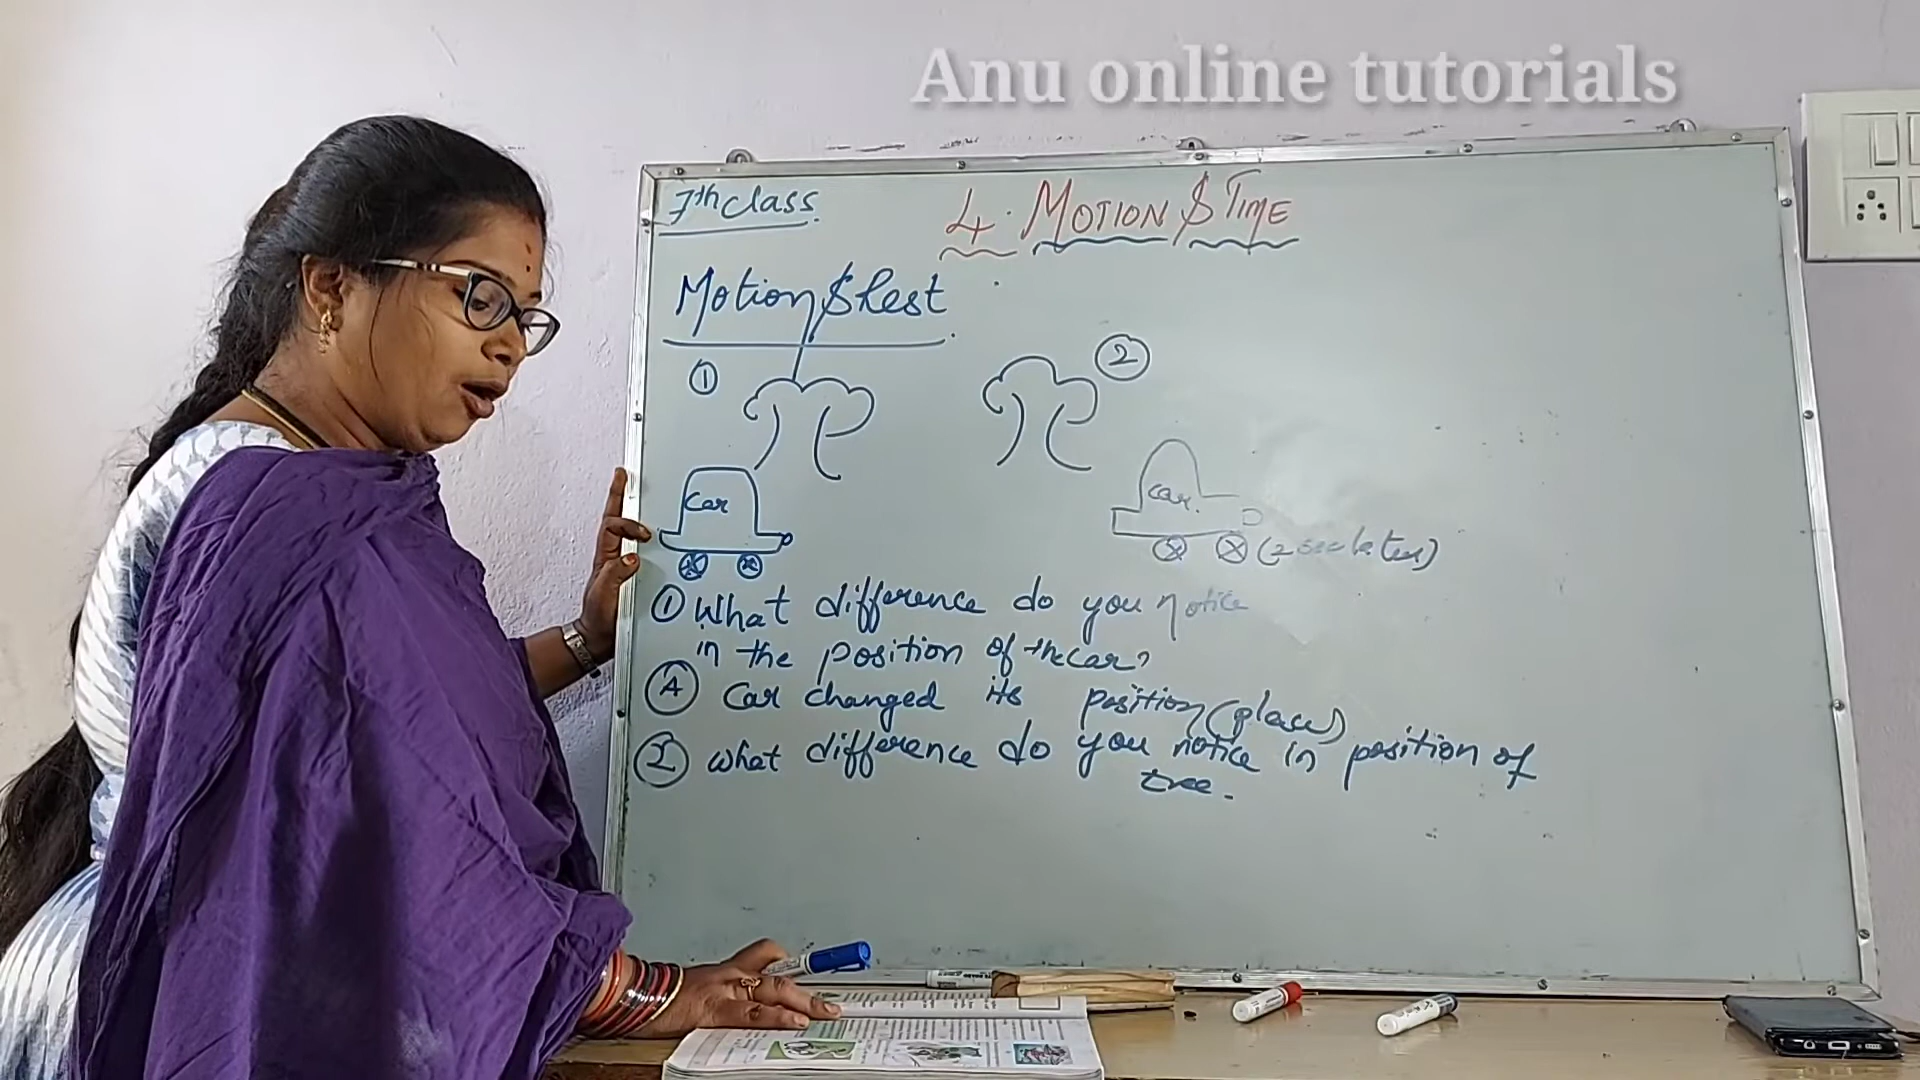 Anu online tutorials
7th class.
4. MOTION & TIME
Motion & Rest.
1
2
Car
Car.
(2 sec later)
1 What difference do you notice
in the position of the car?
A Car changed its position (place)
2 What difference do you notice in position of
tree.